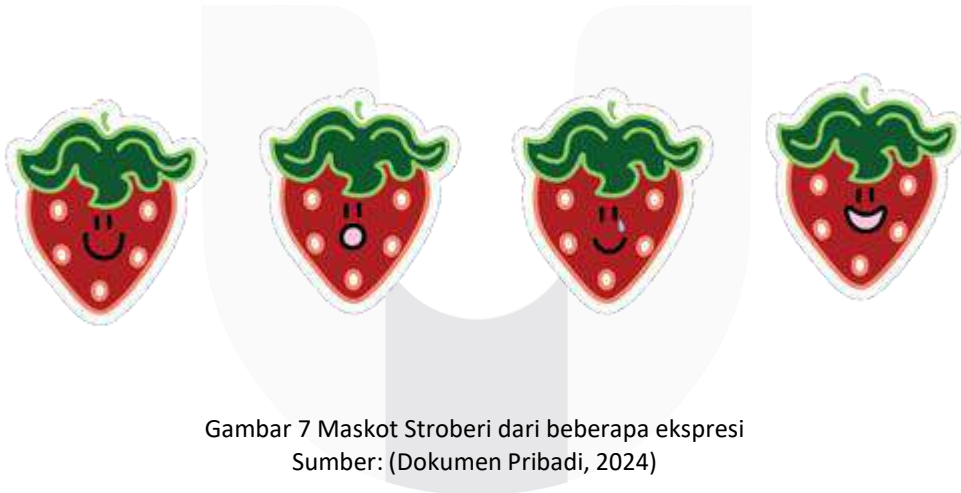 Gambar 7 Maskot Stroberi dari beberapa ekspresi
Sumber: (Dokumen Pribadi, 2024)